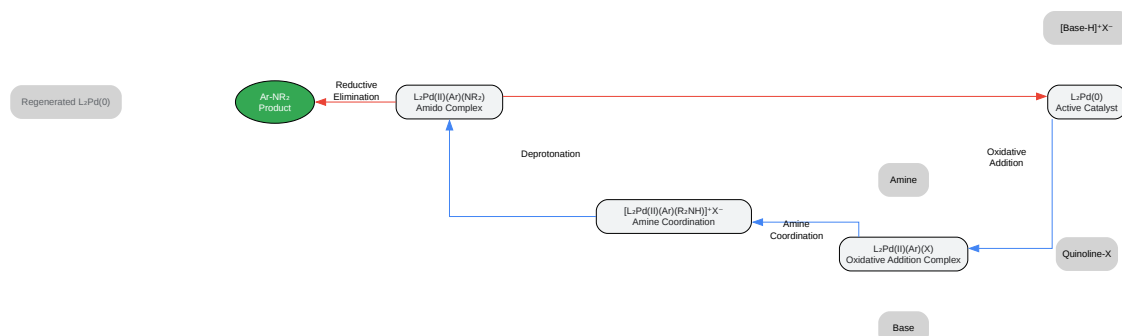 [Base-H]⁺X⁻
Regenerated L₂Pd(0)
Ar-NR₂
Product
Reductive
Elimination
L₂Pd(II)(Ar)(NR₂)
Amido Complex
L₂Pd(0)
Active Catalyst
Deprotonation
Oxidative
Addition
Amine
[L₂Pd(II)(Ar)(R₂NH)]⁺X⁻
Amine Coordination
Amine
Coordination
L₂Pd(II)(Ar)(X)
Oxidative Addition Complex
Quinoline-X
Base